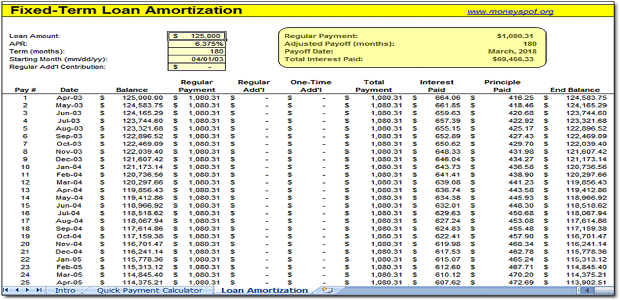 Fixed-Term Loan Amortization www.moneyspot.org
Loan Amount: $ 125,000 Regular Payment: $1,080.31
APR: 6.375% Adjusted Payoff (months): 180
Term (months): 180 Payoff Date: March, 2018
Starting Month (mm/dd/yy): 04/01/03 Total Interest Paid: $69,456.33
Regular Add'l Contribution: $ -
Regular Regular One-Time Total Interest Principle
Pay # Date Balance Payment Add'l Add'l Payment Paid Paid End Balance
1 Apr-03 $ 125,000.00 $ 1,080.31 $ - $ - $ 1,080.31 $ 664.06 $ 416.25 $ 124,583.75
2 May-03 $ 124,583.75 $ 1,080.31 $ - $ - $ 1,080.31 $ 661.85 $ 418.46 $ 124,165.29
3 Jun-03 $ 124,165.29 $ 1,080.31 $ - $ - $ 1,080.31 $ 659.63 $ 420.68 $ 123,744.60
4 Jul-03 $ 123,744.60 $ 1,080.31 $ - $ - $ 1,080.31 $ 657.39 $ 422.92 $ 123,321.68
5 Aug-03 $ 123,321.68 $ 1,080.31 $ - $ - $ 1,080.31 $ 655.15 $ 425.17 $ 122,896.52
6 Sep-03 $ 122,896.52 $ 1,080.31 $ - $ - $ 1,080.31 $ 652.89 $ 427.43 $ 122,469.09
7 Oct-03 $ 122,469.09 $ 1,080.31 $ - $ - $ 1,080.31 $ 650.62 $ 429.70 $ 122,039.40
8 Nov-03 $ 122,039.40 $ 1,080.31 $ - $ - $ 1,080.31 $ 648.33 $ 431.98 $ 121,607.42
9 Dec-03 $ 121,607.42 $ 1,080.31 $ - $ - $ 1,080.31 $ 646.04 $ 434.27 $ 121,173.14
10 Jan-04 $ 121,173.14 $ 1,080.31 $ - $ - $ 1,080.31 $ 643.73 $ 436.58 $ 120,736.56
11 Feb-04 $ 120,736.56 $ 1,080.31 $ - $ - $ 1,080.31 $ 641.41 $ 438.90 $ 120,297.66
12 Mar-04 $ 120,297.66 $ 1,080.31 $ - $ - $ 1,080.31 $ 639.08 $ 441.23 $ 119,856.43
13 Apr-04 $ 119,856.43 $ 1,080.31 $ - $ - $ 1,080.31 $ 636.74 $ 443.58 $ 119,412.86
14 May-04 $ 119,412.86 $ 1,080.31 $ - $ - $ 1,080.31 $ 634.38 $ 445.93 $ 118,966.92
15 Jun-04 $ 118,966.92 $ 1,080.31 $ - $ - $ 1,080.31 $ 632.01 $ 448.30 $ 118,518.62
16 Jul-04 $ 118,518.62 $ 1,080.31 $ - $ - $ 1,080.31 $ 629.63 $ 450.68 $ 118,067.94
17 Aug-04 $ 118,067.94 $ 1,080.31 $ - $ - $ 1,080.31 $ 627.24 $ 453.08 $ 117,614.86
18 Sep-04 $ 117,614.86 $ 1,080.31 $ - $ - $ 1,080.31 $ 624.83 $ 455.48 $ 117,159.38
19 Oct-04 $ 117,159.38 $ 1,080.31 $ - $ - $ 1,080.31 $ 622.41 $ 457.90 $ 116,701.47
20 Nov-04 $ 116,701.47 $ 1,080.31 $ - $ - $ 1,080.31 $ 619.98 $ 460.34 $ 116,241.14
21 Dec-04 $ 116,241.14 $ 1,080.31 $ - $ - $ 1,080.31 $ 617.53 $ 462.78 $ 115,778.36
22 Jan-05 $ 115,778.36 $ 1,080.31 $ - $ - $ 1,080.31 $ 615.07 $ 465.24 $ 115,313.12
23 Feb-05 $ 115,313.12 $ 1,080.31 $ - $ - $ 1,080.31 $ 612.60 $ 467.71 $ 114,845.40
24 Mar-05 $ 114,845.40 $ 1,080.31 $ - $ - $ 1,080.31 $ 610.12 $ 470.20 $ 114,375.21
25 Apr-05 $ 114,375.21 $ 1,080.31 $ - $ - $ 1,080.31 $ 607.62 $ 472.69 $ 113,902.51
Intro Quick Payment Calculator Loan Amortization